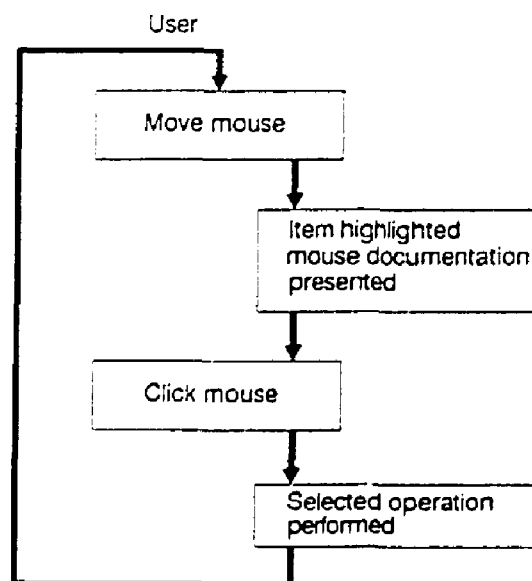 User
Move mouse
Item highlighted
mouse documentation
presented
Click mouse
Selected operation
performed